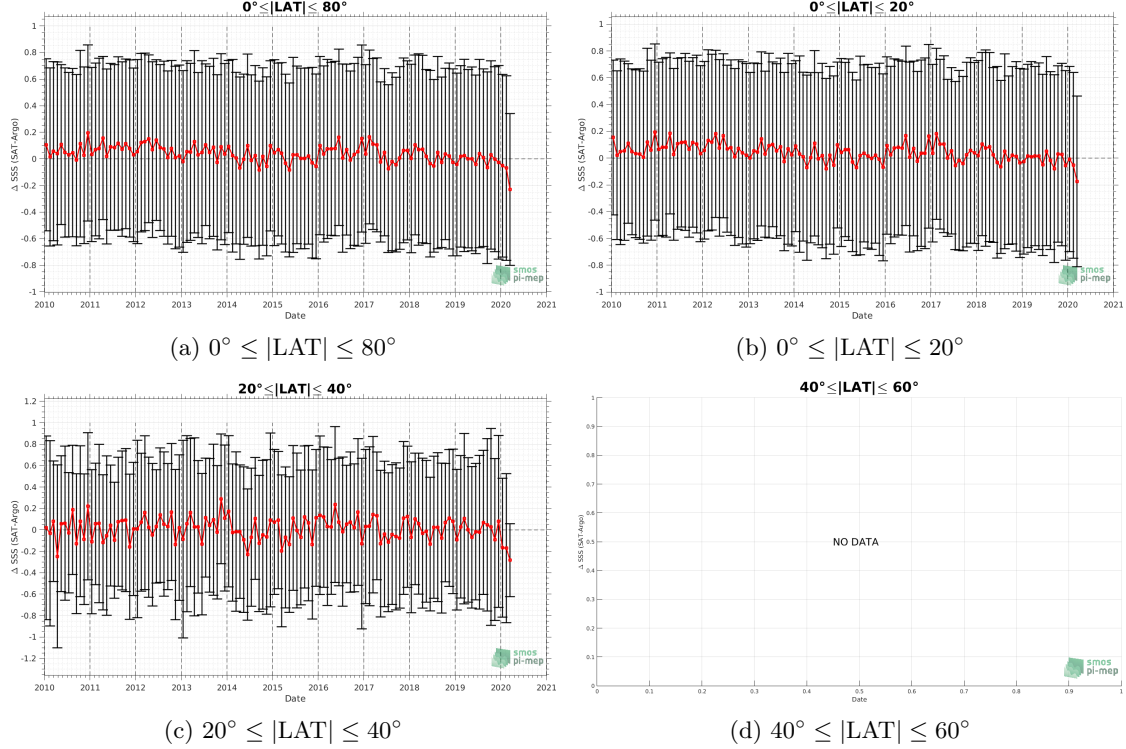 0°≤|LAT|≤ 80°
1
0.8
0.6
0.4
0.2
0
-0.2
-0.4
-0.6
-0.8
-1
Δ SSS (SAT-Argo)
2010 2011 2012 2013 2014 2015 2016 2017 2018 2019 2020 2021
Date
smos
pi-mep
(a) 0° ≤ |LAT| ≤ 80°
0°≤|LAT|≤ 20°
1
0.8
0.6
0.4
0.2
0
-0.2
-0.4
-0.6
-0.8
-1
Δ SSS (SAT-Argo)
2010 2011 2012 2013 2014 2015 2016 2017 2018 2019 2020 2021
Date
smos
pi-mep
(b) 0° ≤ |LAT| ≤ 20°
20°≤|LAT|≤ 40°
1.2
1
0.8
0.6
0.4
0.2
0
-0.2
-0.4
-0.6
-0.8
-1
-1.2
Δ SSS (SAT-Argo)
2010 2011 2012 2013 2014 2015 2016 2017 2018 2019 2020 2021
Date
smos
pi-mep
(c) 20° ≤ |LAT| ≤ 40°
40°≤|LAT|≤ 60°
1
0.9
0.8
0.7
0.6
0.5
0.4
0.3
0.2
0.1
0
Δ SSS (SAT-Argo)
NO DATA
0 0.1 0.2 0.3 0.4 0.5 0.6 0.7 0.8 0.9 1
Date
smos
pi-mep
(d) 40° ≤ |LAT| ≤ 60°